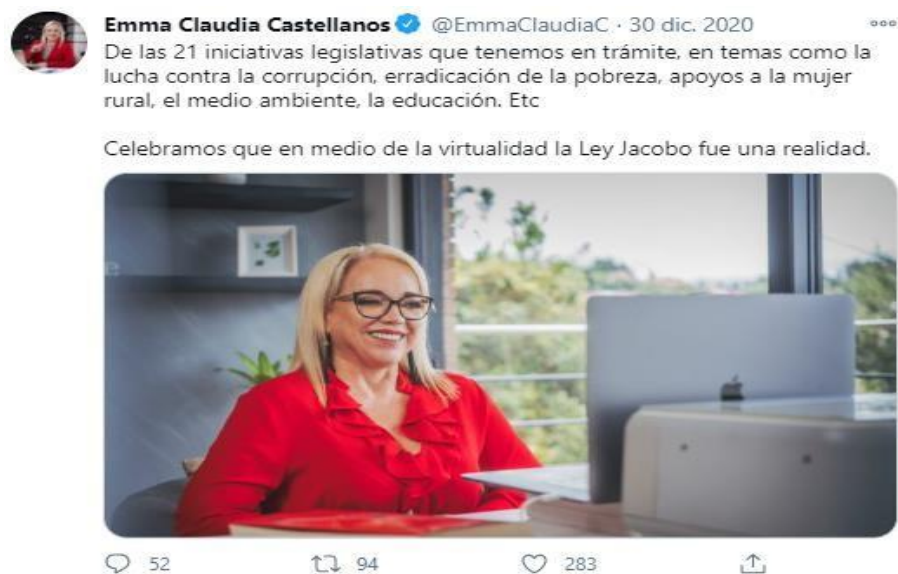 Emma Claudia Castellanos @EmmaClaudiaC · 30 dic. 2020
De las 21 iniciativas legislativas que tenemos en trámite, en temas como la
lucha contra la corrupción, erradicación de la pobreza, apoyos a la mujer
rural, el medio ambiente, la educación. Etc
Celebramos que en medio de la virtualidad la Ley Jacobo fue una realidad.
52 94 283